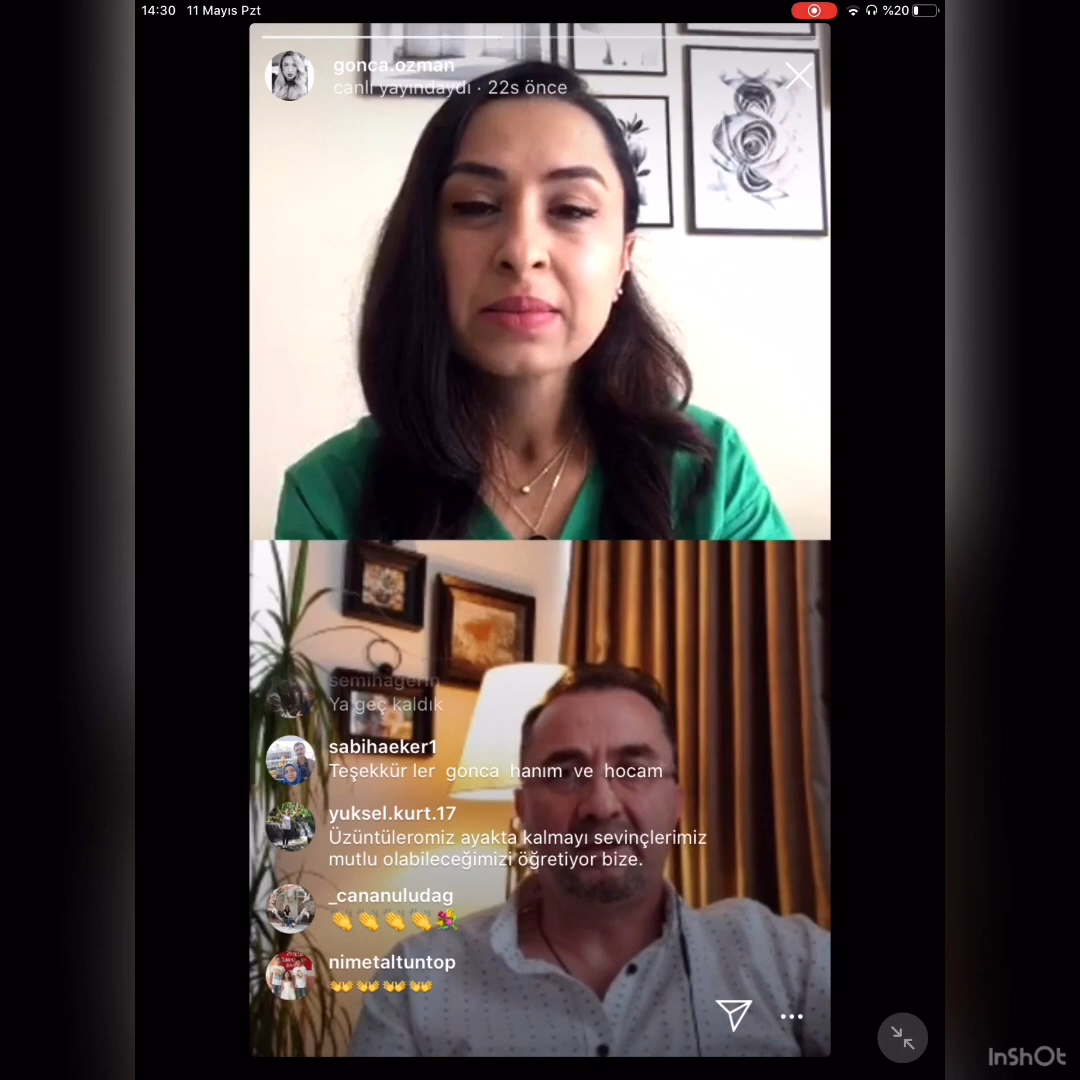 14:30 11 Mayıs Pzt
%20
gonca.ozman
canlı yayındaydı · 22s önce
semihagerin
Ya geç kaldık
sabihaeker1
Teşekkür ler gonca hanım ve hocam
yuksel.kurt.17
Üzüntüleromiz ayakta kalmayı sevinçlerimiz
mutlu olabileceğimizi öğretiyor bize.
_cananuludag
👏👏👏👏💐
nimetaltuntop
👐👐👐👐
InShOt